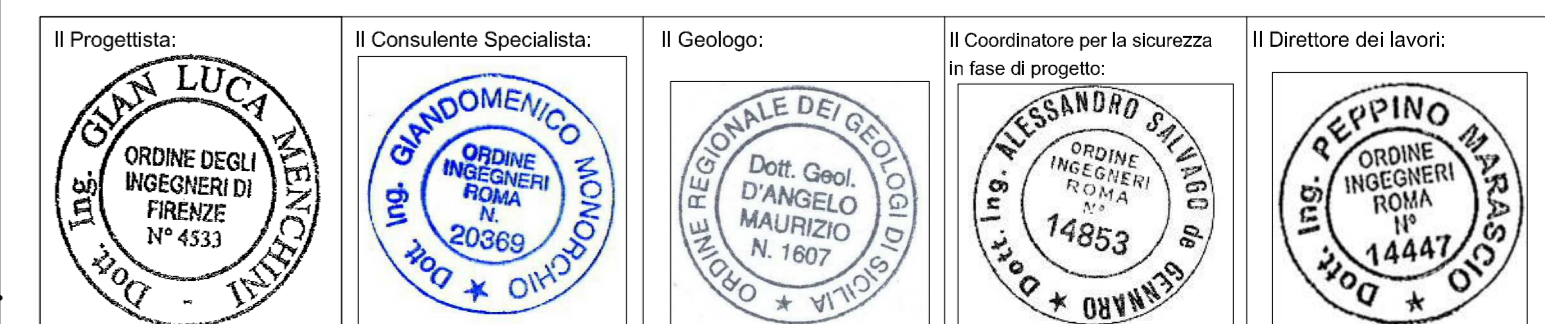 Il Progettista:
Dott. Ing. GIAN LUCA MENCHINI -
ORDINE DEGLI
INGEGNERI DI
FIRENZE
N° 4533
Il Consulente Specialista:
Dott. Ing. GIANDOMENICO MONORCHIO ★
ORDINE
INGEGNERI
ROMA
N.
20369
Il Geologo:
ORDINE REGIONALE DEI GEOLOGI DI SICILIA ★
Dott. Geol.
D'ANGELO
MAURIZIO
N. 1607
Il Coordinatore per la sicurezza
in fase di progetto:
Dott. Ing. ALESSANDRO SALVAGO de GENNARO ★
ORDINE
INGEGNERI
ROMA
N°
14853
Il Direttore dei lavori:
Dott. Ing. PEPPINO MARASCIO ★
ORDINE
INGEGNERI
ROMA
N°
14447